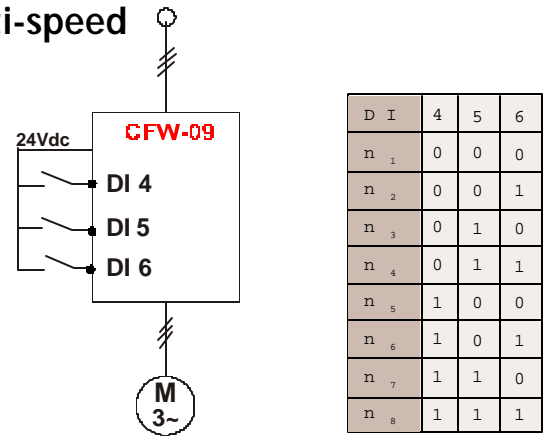 ti-speed
CFW-09
24Vdc
DI 4
DI 5
DI 6
M
3~
D I 4 5 6
n 1 0 0 0
n 2 0 0 1
n 3 0 1 0
n 4 0 1 1
n 5 1 0 0
n 6 1 0 1
n 7 1 1 0
n 8 1 1 1